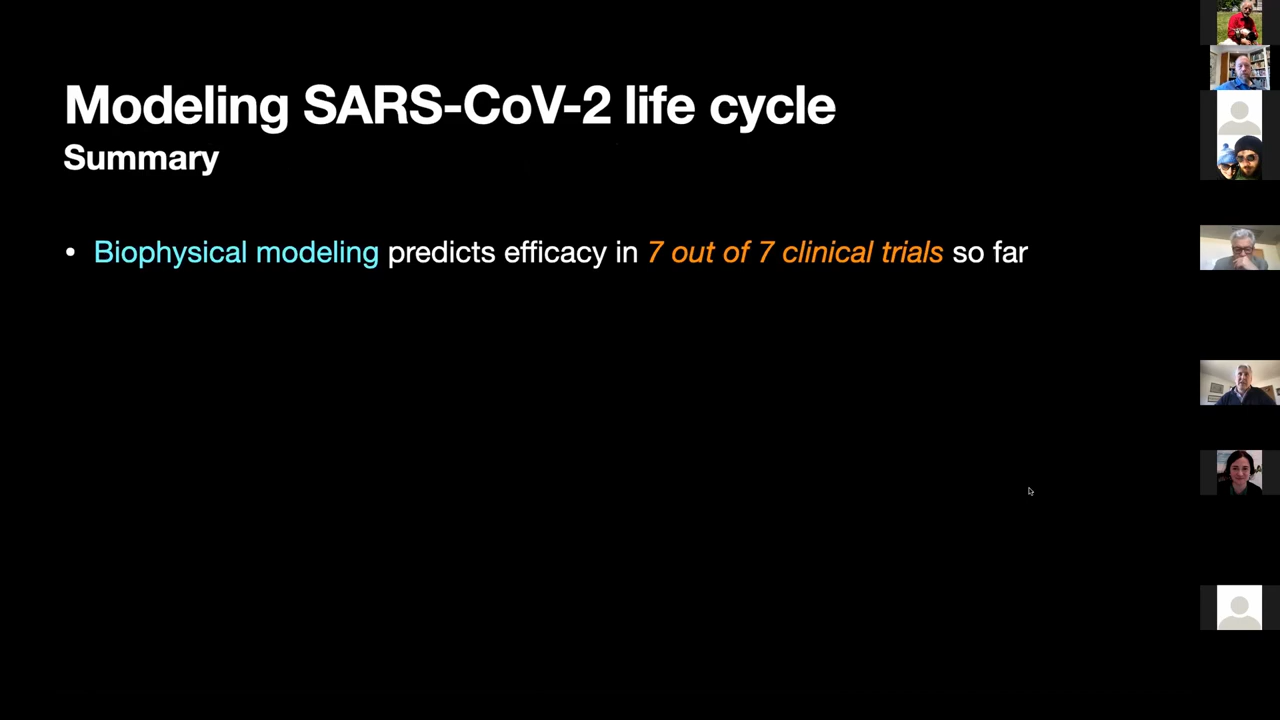 Modeling SARS-CoV-2 life cycle
Summary
• Biophysical modeling predicts efficacy in 7 out of 7 clinical trials so far